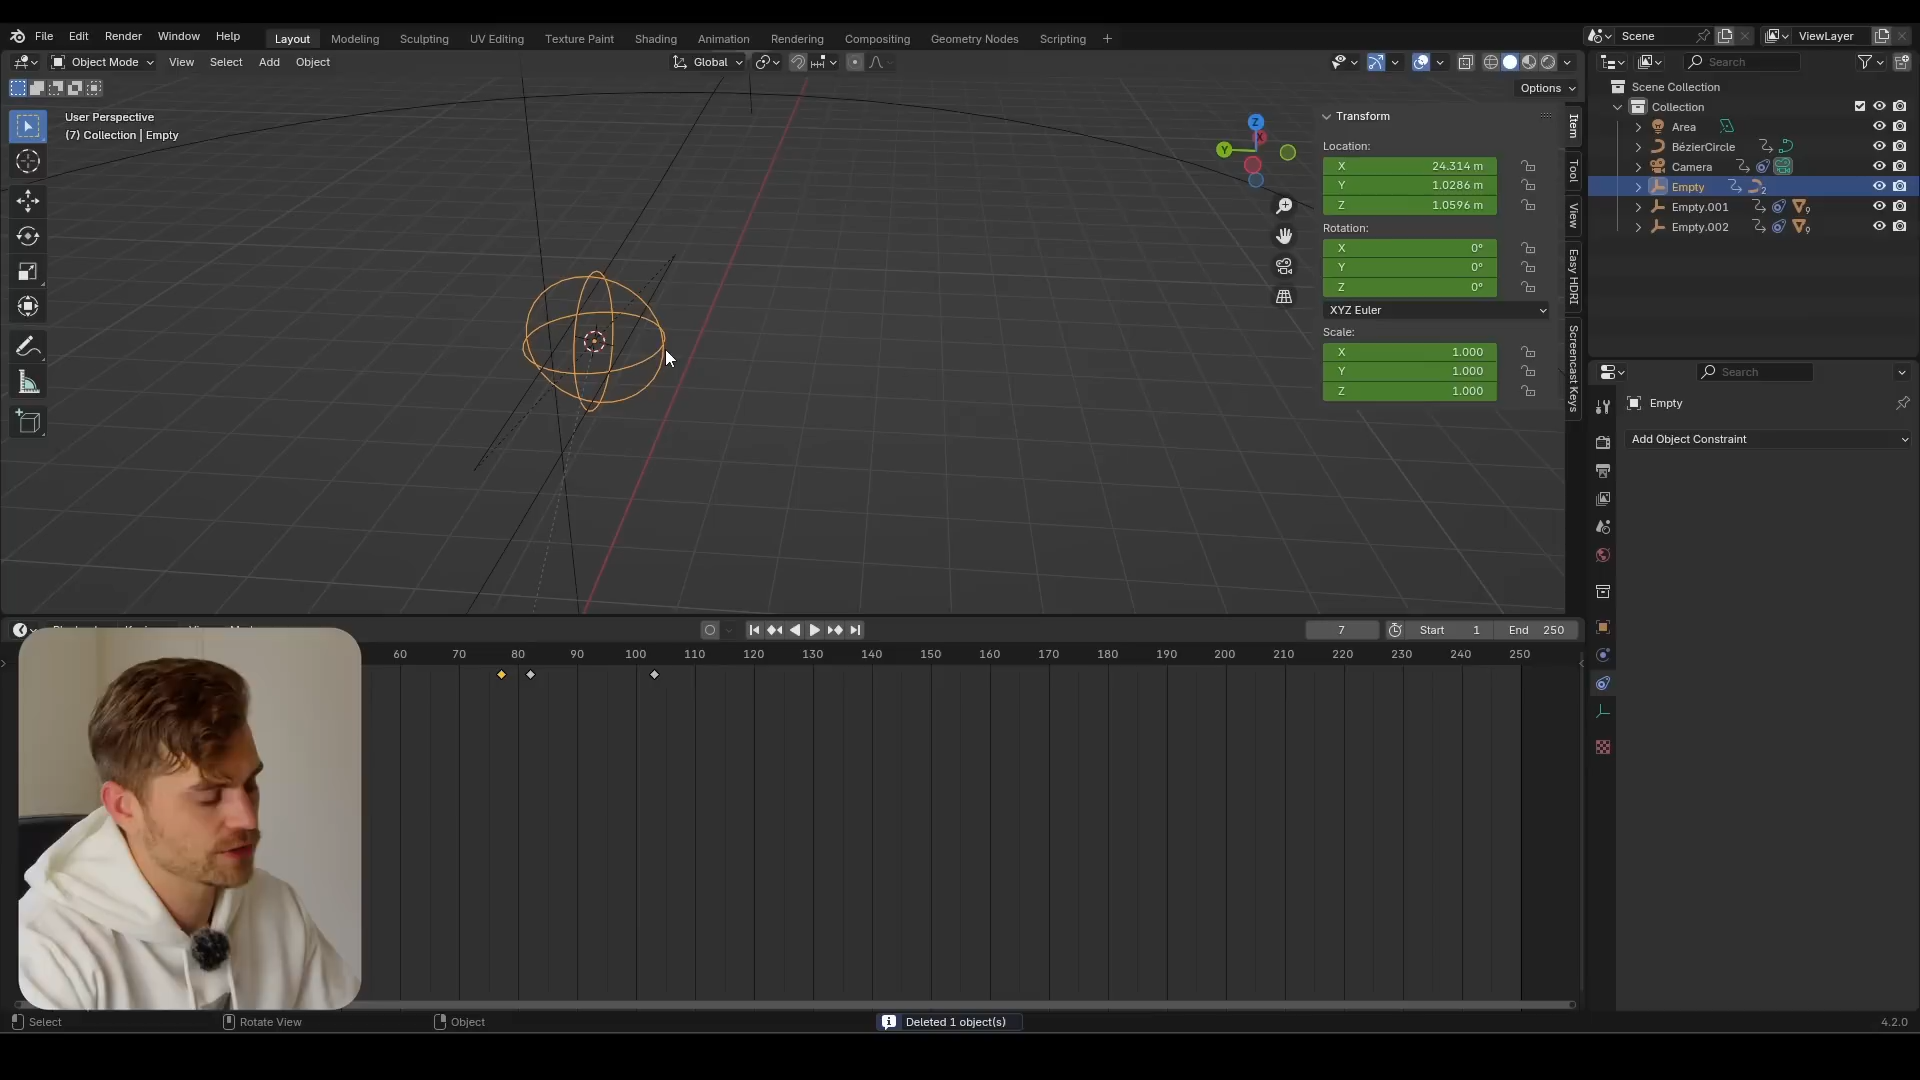 File Edit Render Window Help Layout Modeling Sculpting UV Editing Texture Paint Shading Animation Rendering Compositing Geometry Nodes Scripting + Scene ViewLayer
Object Mode View Select Add Object Global Search
Options
User Perspective
(7) Collection | Empty
Z
X
Y
Transform
Location:
X 24.314 m
Y 1.0286 m
Z 1.0596 m
Rotation:
X 0°
Y 0°
Z 0°
XYZ Euler
Scale:
X 1.000
Y 1.000
Z 1.000
Item
Tool
View
Easy HDRI
Screencast Keys
Scene Collection
Collection
Area
BézierCircle
Camera
Empty 2
Empty.001 9
Empty.002 9
Search
Empty
Add Object Constraint
7 Start 1 End 250
60 70 80 90 100 110 120 130 140 150 160 170 180 190 200 210 220 230 240 250
Select Rotate View Object Deleted 1 object(s) 4.2.0